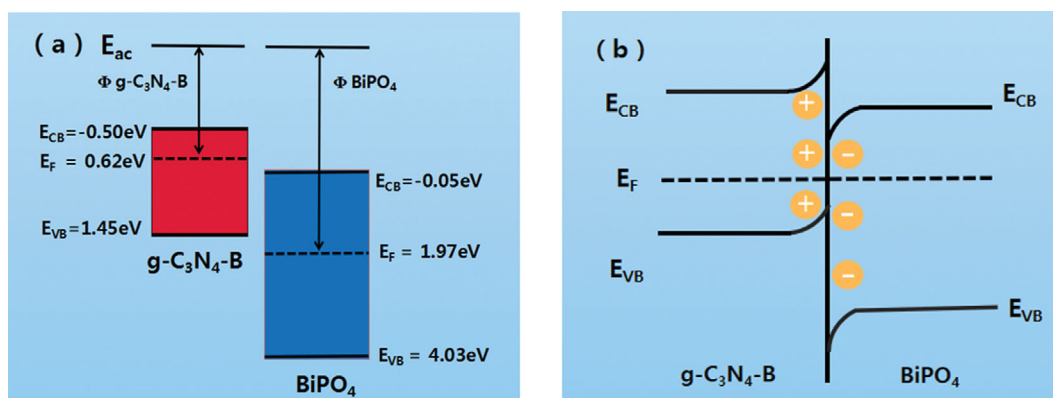 (a) E_ac
Φ g-C₃N₄-B
Φ BiPO₄
E_CB=-0.50eV
E_F = 0.62eV
E_VB=1.45eV
g-C₃N₄-B
E_CB=-0.05eV
E_F = 1.97eV
E_VB = 4.03eV
BiPO₄
(b)
E_CB
E_CB
+
+ −
E_F
+ −
E_VB
−
E_VB
g-C₃N₄-B BiPO₄